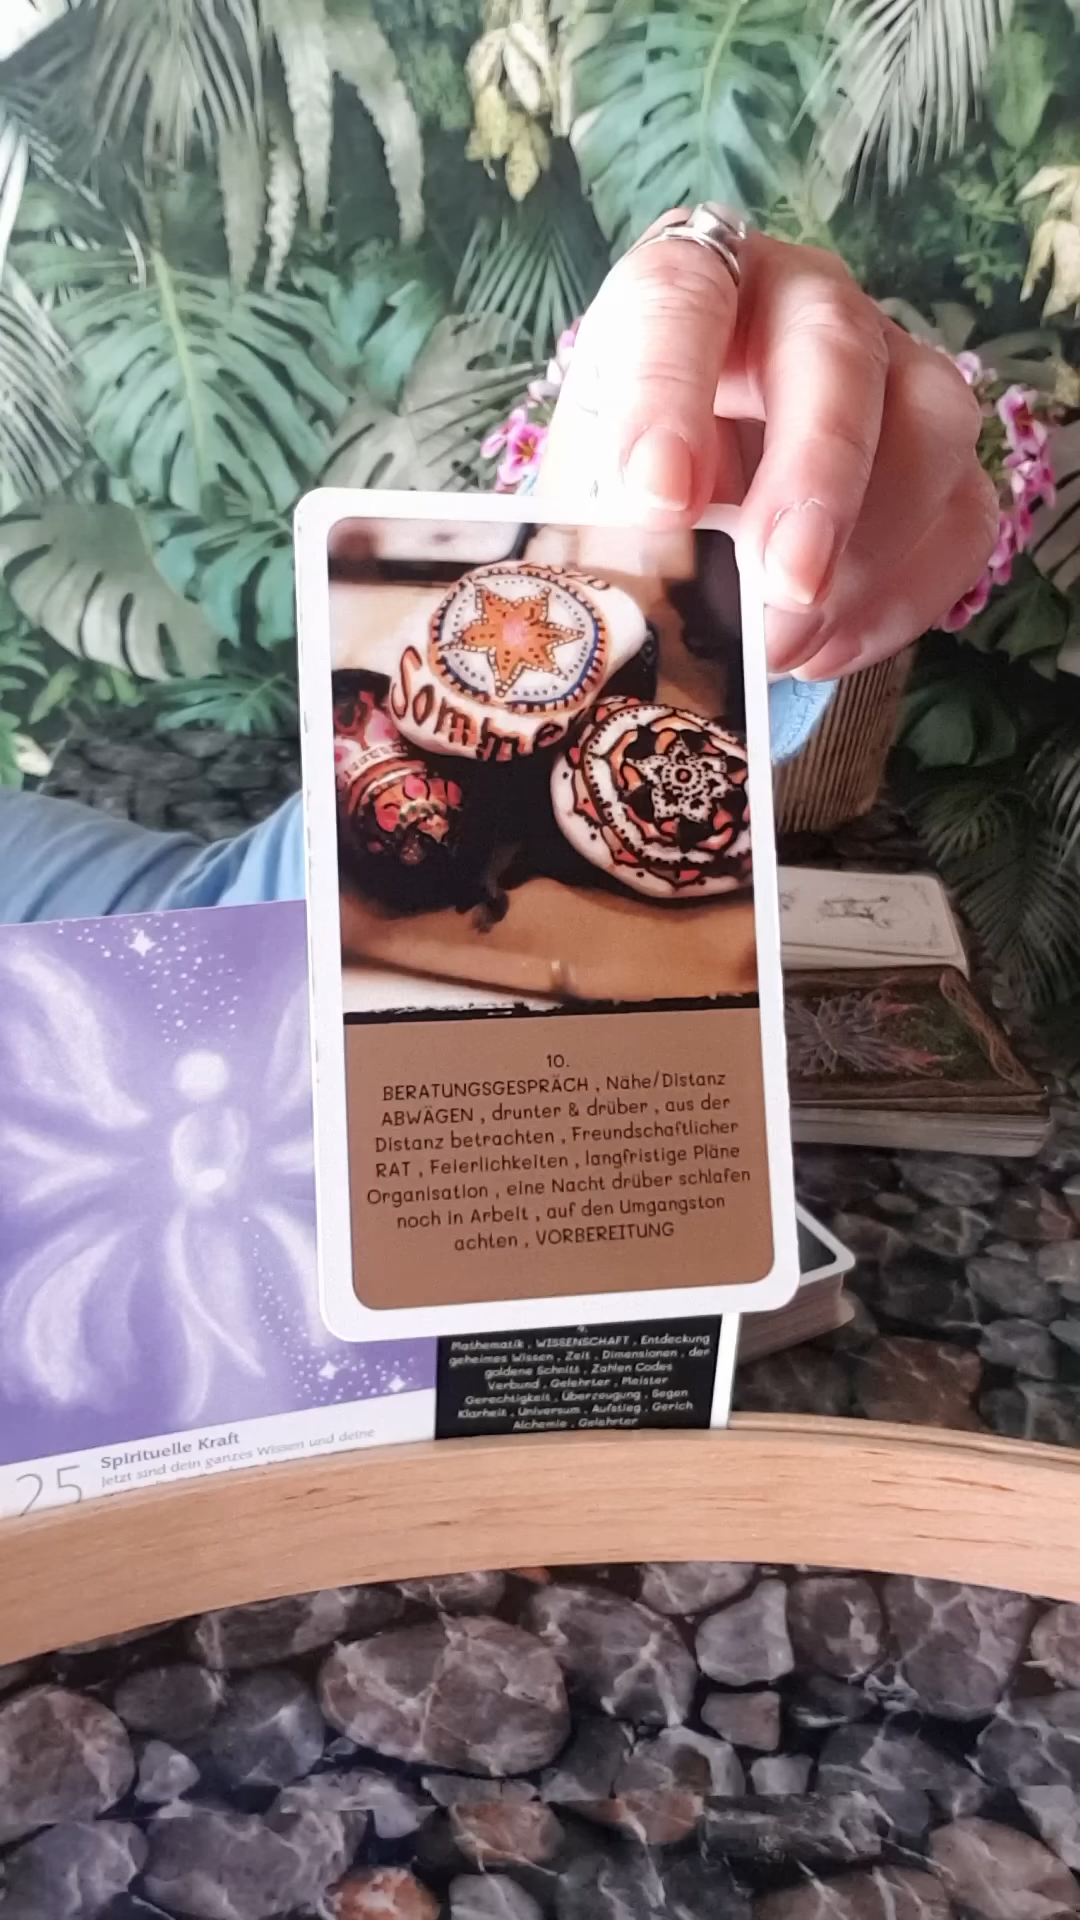 Somme
10.
BERATUNGSGESPRÄCH , Nähe/Distanz
ABWÄGEN , drunter & drüber , aus der
Distanz betrachten , Freundschaftlicher
RAT , Feierlichkeiten , langfristige Pläne
Organisation , eine Nacht drüber schlafen
noch in Arbeit , auf den Umgangston
achten , VORBEREITUNG
9.
Mathematik , WISSENSCHAFT , Entdeckung
geheimes Wissen , Zeit , Dimensionen , der
goldene Schnitt , Zahlen Codes
Verbund , Gelehrter , Meister
Gerechtigkeit , Überzeugung , Segen
Klarheit , Universum , Aufstieg , Gerich
Alchemie , Gelehrter
25
Spirituelle Kraft
Jetzt sind dein ganzes Wissen und deine